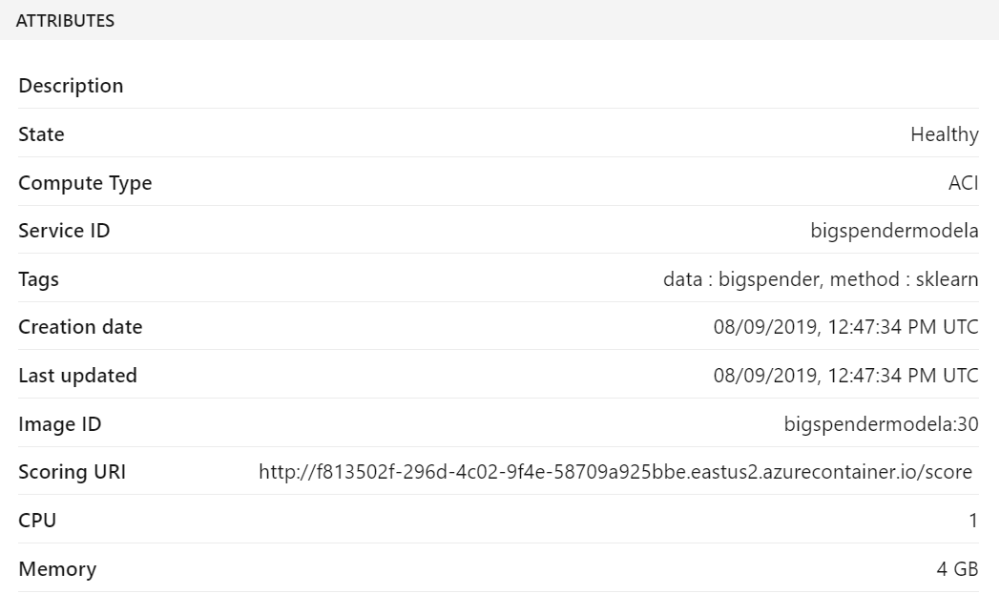 ATTRIBUTES
Description
State Healthy
Compute Type ACI
Service ID bigspendermodela
Tags data : bigspender, method : sklearn
Creation date 08/09/2019, 12:47:34 PM UTC
Last updated 08/09/2019, 12:47:34 PM UTC
Image ID bigspendermodela:30
Scoring URI http://f813502f-296d-4c02-9f4e-58709a925bbe.eastus2.azurecontainer.io/score
CPU 1
Memory 4 GB